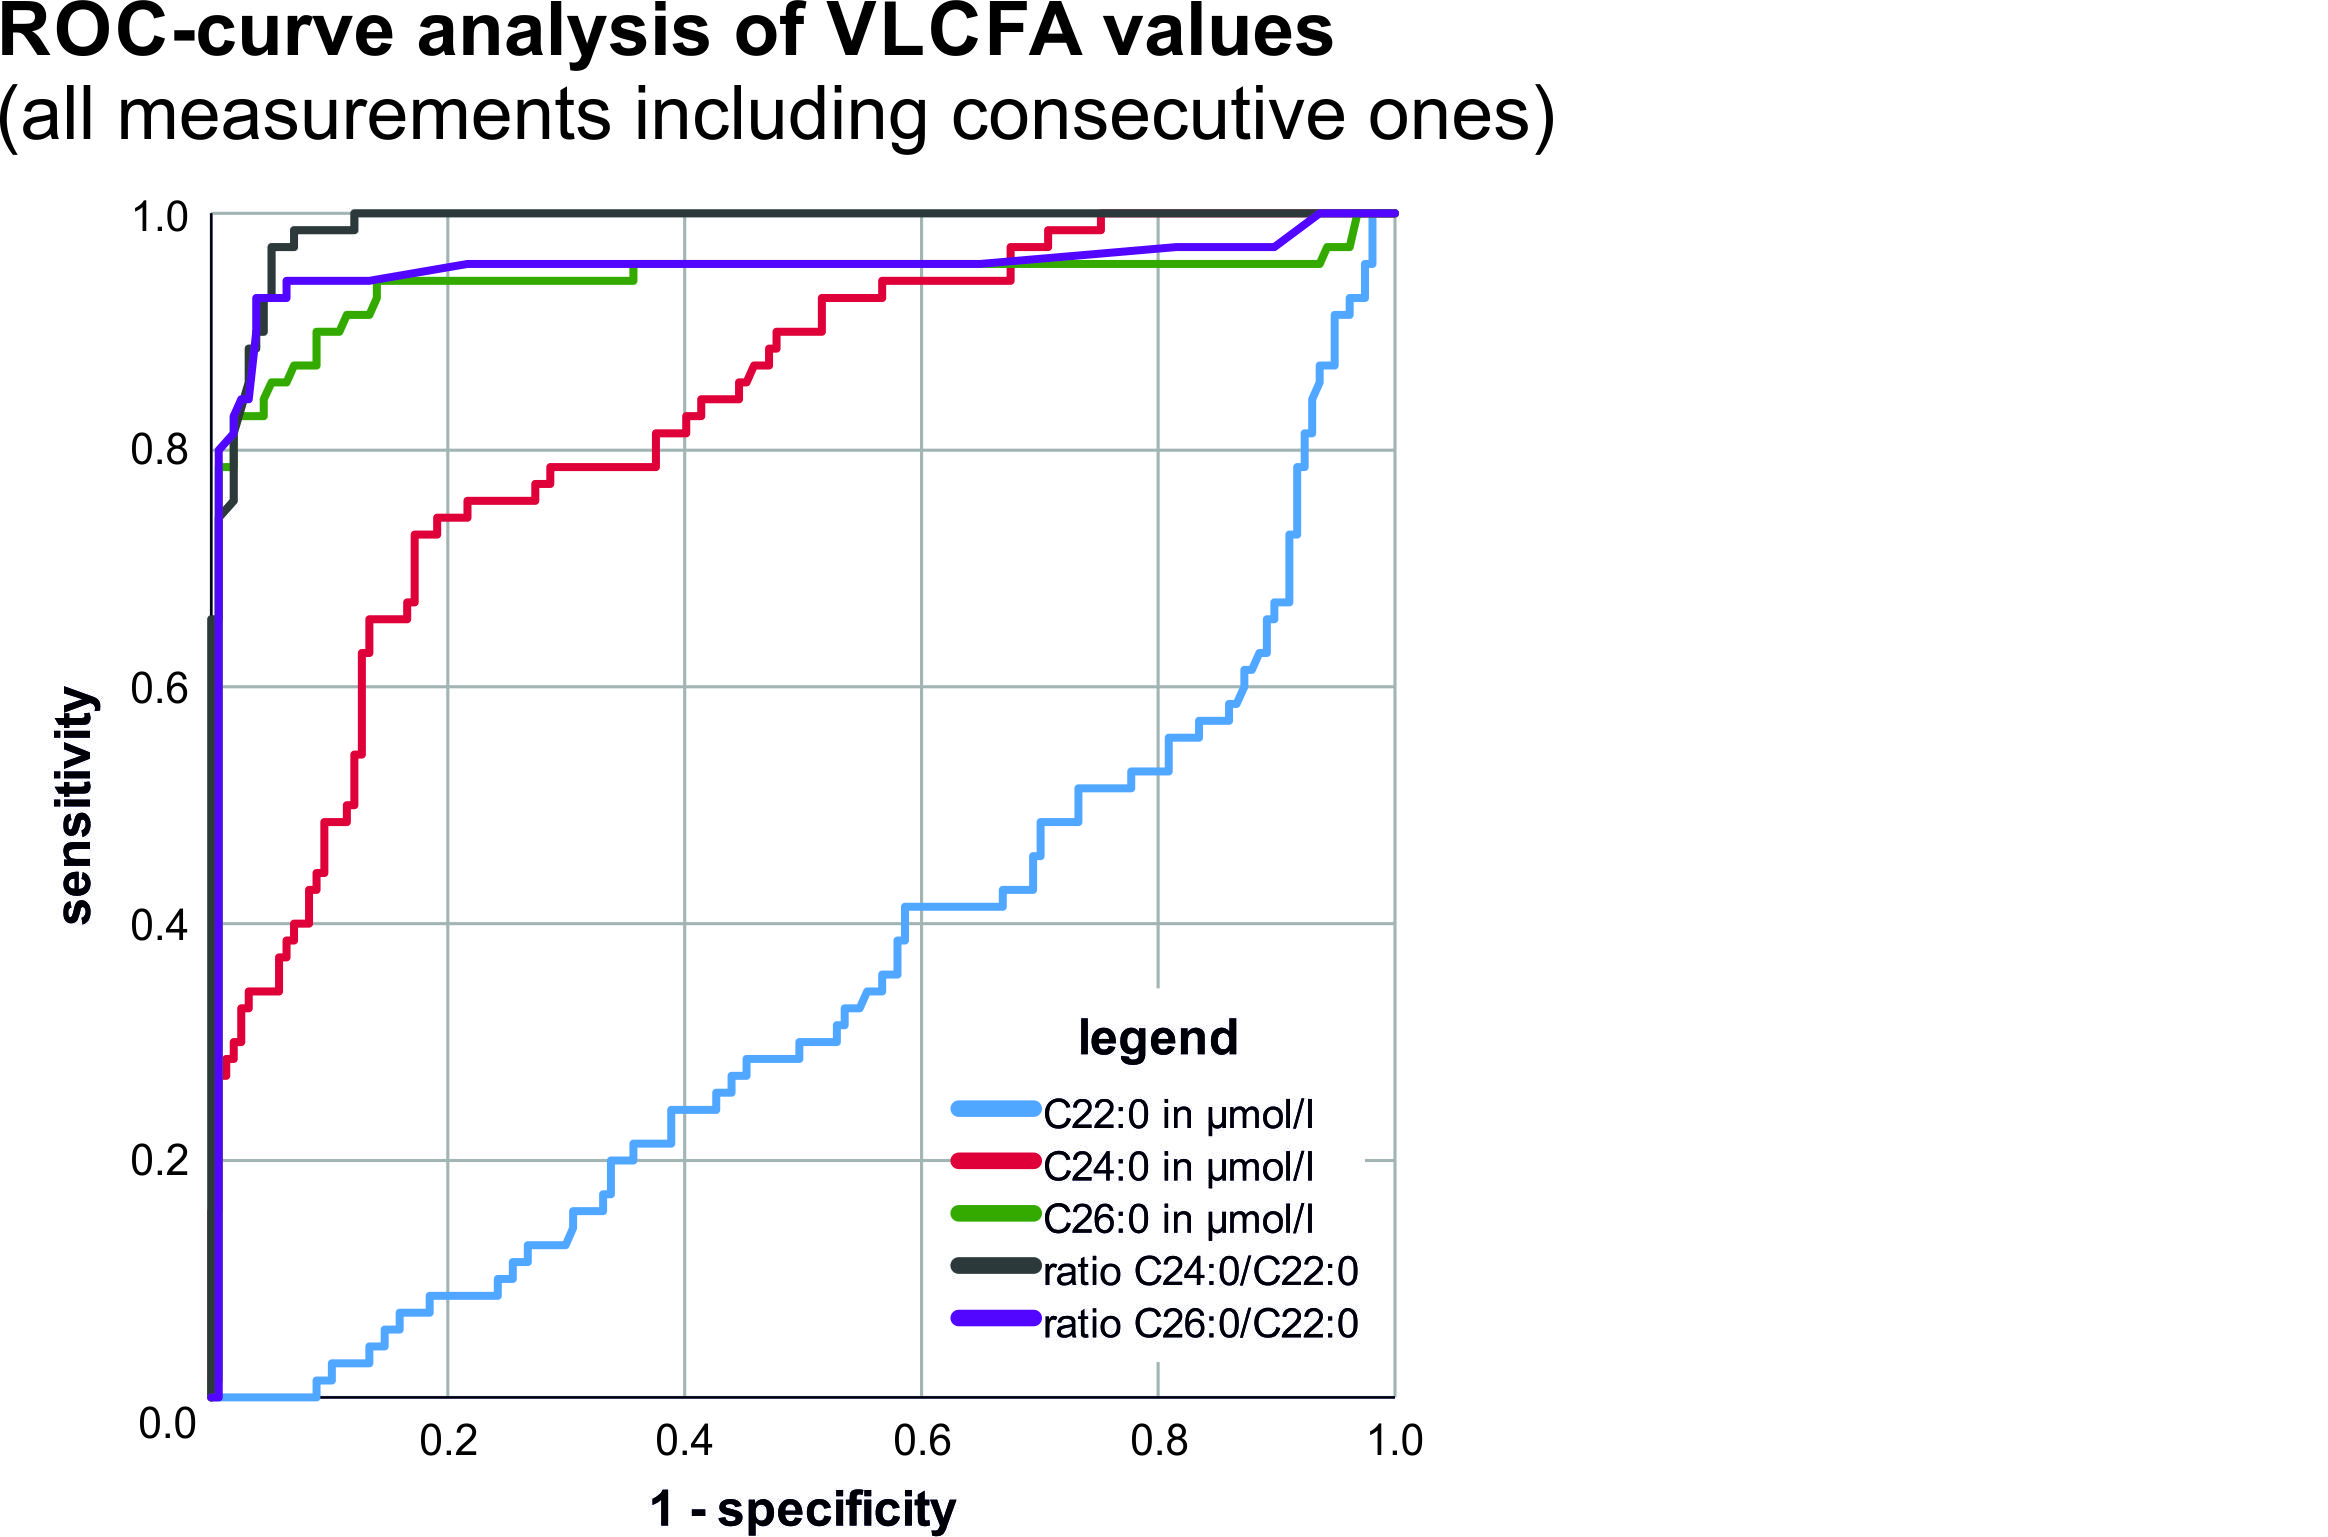 ROC-curve analysis of VLCFA values
(all measurements including consecutive ones)
1.0
0.8
0.6
0.4
0.2
0.0
sensitivity
legend
C22:0 in µmol/l
C24:0 in µmol/l
C26:0 in µmol/l
ratio C24:0/C22:0
ratio C26:0/C22:0
0.2 0.4 0.6 0.8 1.0
1 - specificity